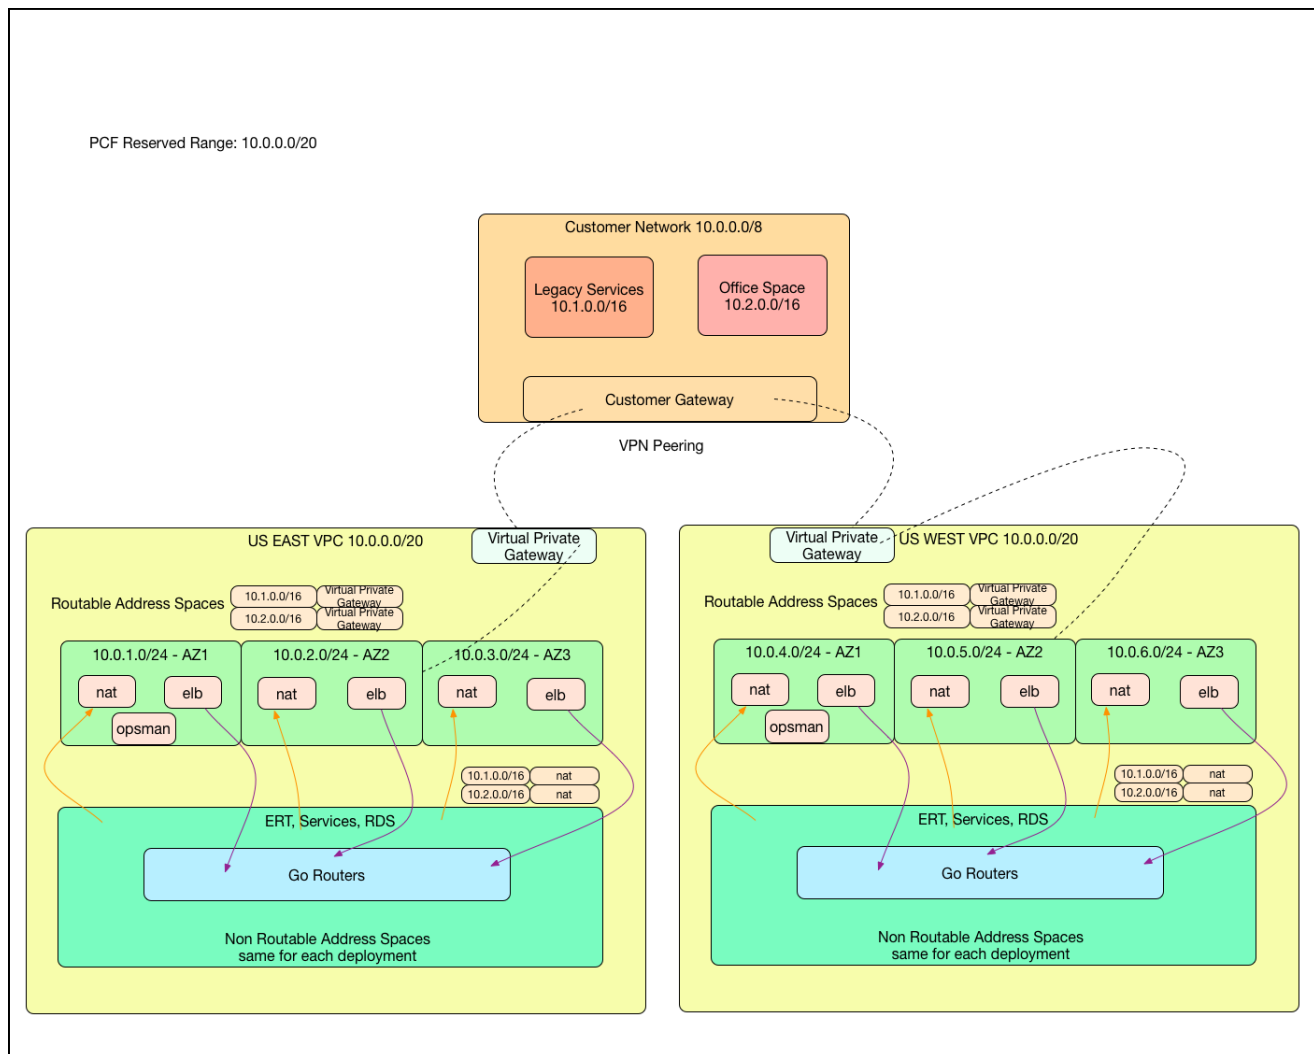 PCF Reserved Range: 10.0.0.0/20
Customer Network 10.0.0.0/8
Legacy Services
10.1.0.0/16
Office Space
10.2.0.0/16
Customer Gateway
VPN Peering
US EAST VPC 10.0.0.0/20
Virtual Private
Gateway
Routable Address Spaces
10.1.0.0/16
Virtual Private
Gateway
10.2.0.0/16
Virtual Private
Gateway
10.0.1.0/24 - AZ1
10.0.2.0/24 - AZ2
10.0.3.0/24 - AZ3
nat
elb
opsman
nat
elb
nat
elb
10.1.0.0/16
nat
10.2.0.0/16
nat
ERT, Services, RDS
Go Routers
Non Routable Address Spaces
same for each deployment
Virtual Private
Gateway
US WEST VPC 10.0.0.0/20
Routable Address Spaces
10.1.0.0/16
Virtual Private
Gateway
10.2.0.0/16
Virtual Private
Gateway
10.0.4.0/24 - AZ1
10.0.5.0/24 - AZ2
10.0.6.0/24 - AZ3
nat
elb
opsman
nat
elb
nat
elb
10.1.0.0/16
nat
10.2.0.0/16
nat
ERT, Services, RDS
Go Routers
Non Routable Address Spaces
same for each deployment